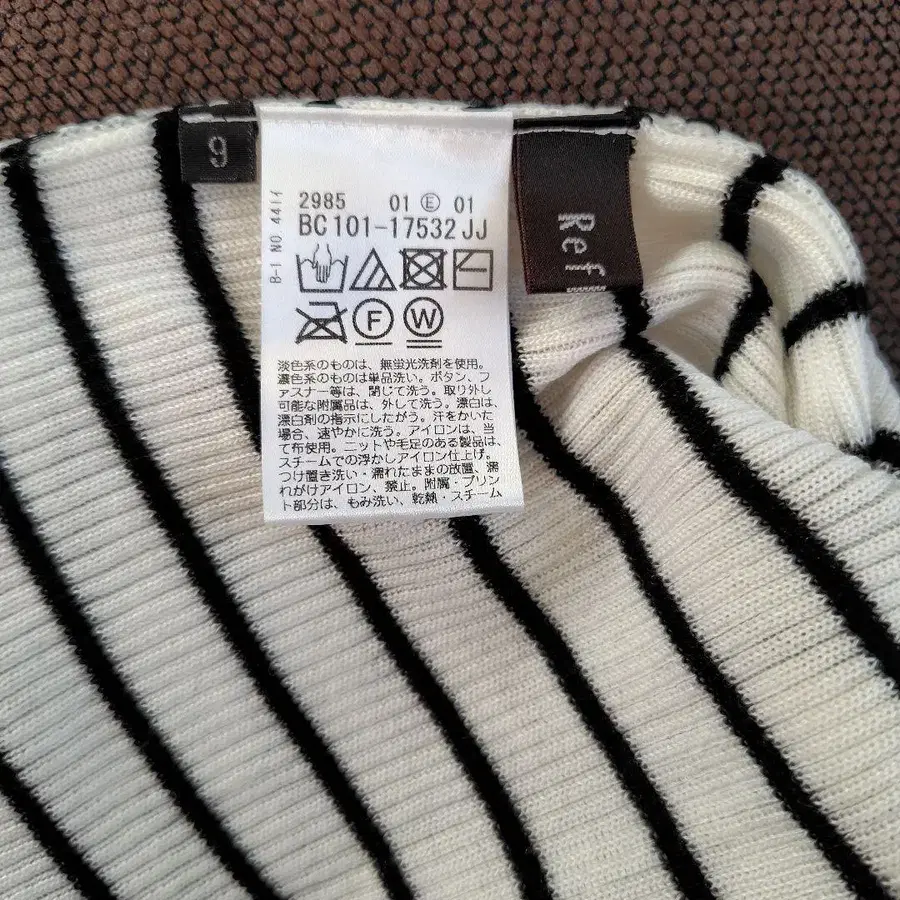 9
2985 01 Ⓔ 01
BC101-17532JJ
B-1 NO.441イ
F W
淡色系のものは、無蛍光洗剤を使用。
濃色系のものは単品洗い。ボタン、フ
ァスナー等は、閉じて洗う。取り外し
可能な附属品は、外して洗う。漂白は、
漂白剤の指示にしたがう。汗をかいた
場合、速やかに洗う。アイロンは、当
て布使用。ニットや毛足のある製品は、
スチームでの浮かしアイロン仕上げ。
つけ置き洗い・濡れたままの放置、濡
れがけアイロン、禁止。附属・プリン
ト部分は、もみ洗い、乾熱・スチーム
Ref